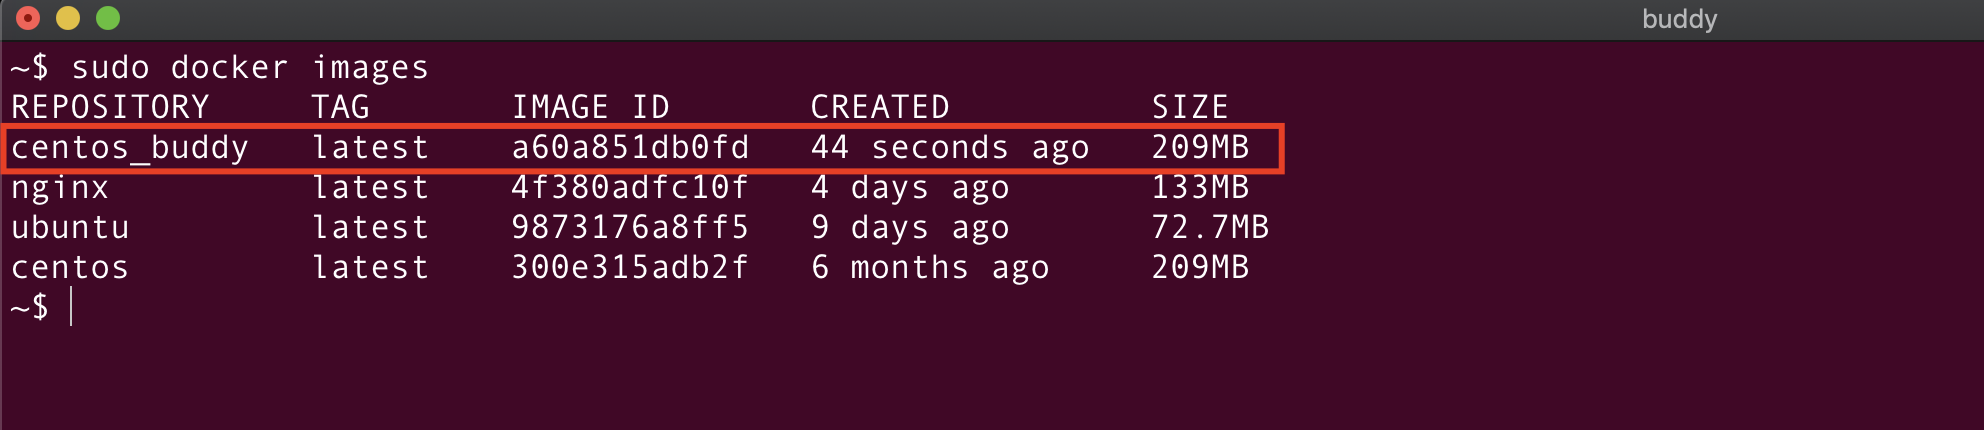 buddy
~$ sudo docker images
REPOSITORY TAG IMAGE ID CREATED SIZE
centos_buddy latest a60a851db0fd 44 seconds ago 209MB
nginx latest 4f380adfc10f 4 days ago 133MB
ubuntu latest 9873176a8ff5 9 days ago 72.7MB
centos latest 300e315adb2f 6 months ago 209MB
~$